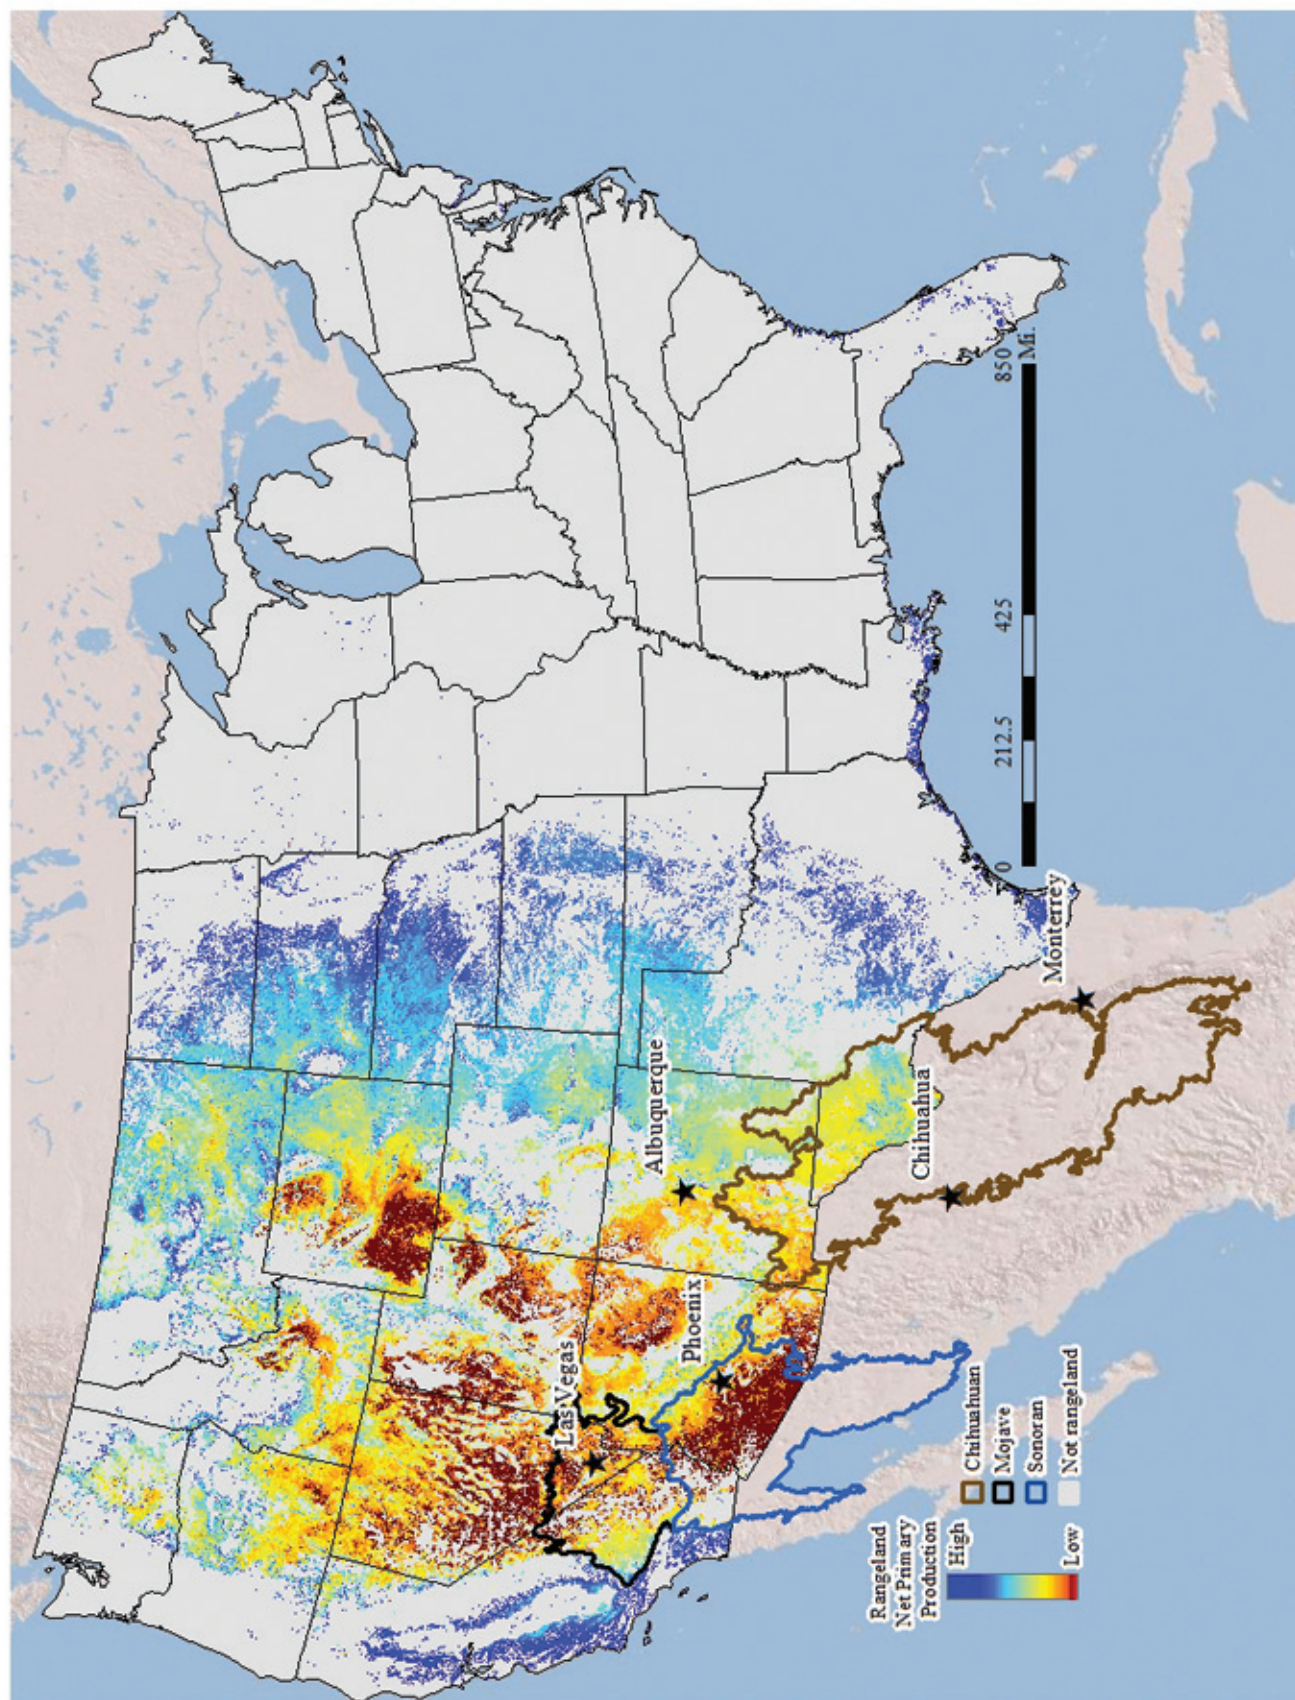 Las Vegas
Albuquerque
Phoenix
Chihuahua
Monterrey
Rangeland
Net Primary
Production
High
Low
Chihuahuan
Mojave
Sonoran
Not rangeland
0 212.5 425 850
Mi.